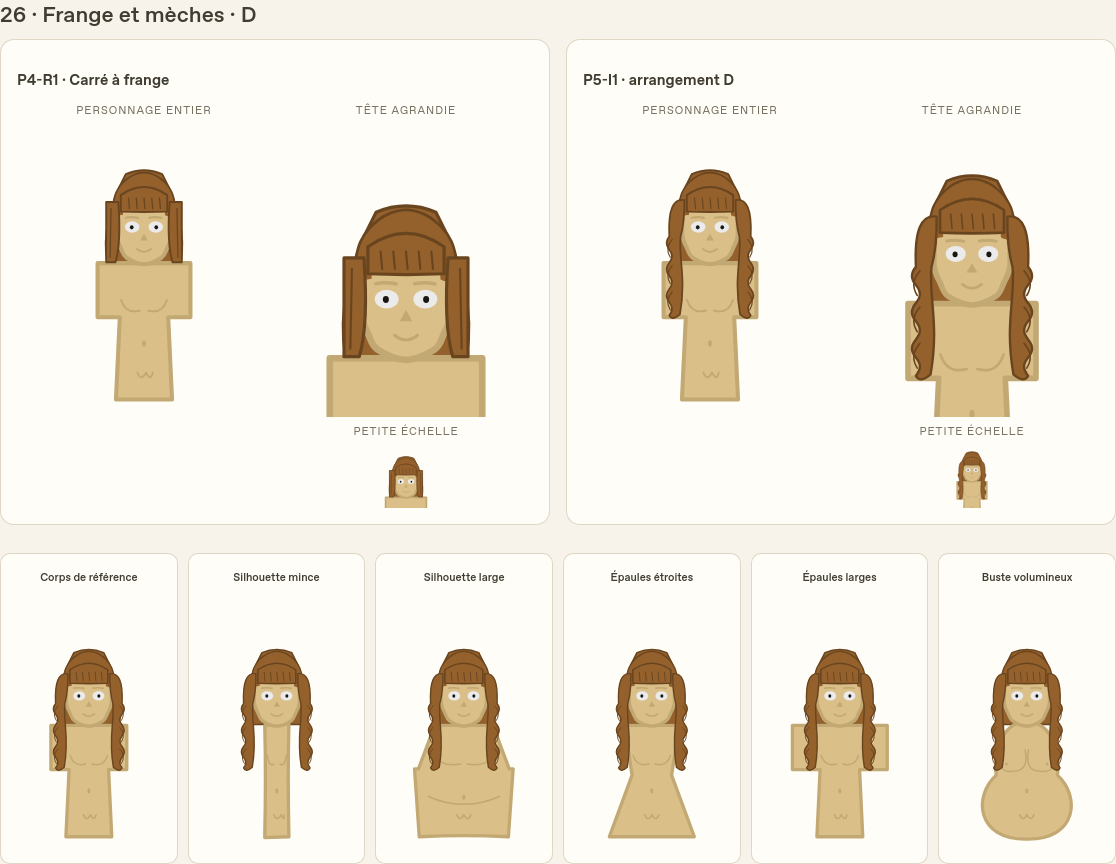 26 · Frange et mèches · D
P4-R1 · Carré à frange
PERSONNAGE ENTIER
TÊTE AGRANDIE
PETITE ÉCHELLE
P5-I1 · arrangement D
PERSONNAGE ENTIER
TÊTE AGRANDIE
PETITE ÉCHELLE
Corps de référence
Silhouette mince
Silhouette large
Épaules étroites
Épaules larges
Buste volumineux